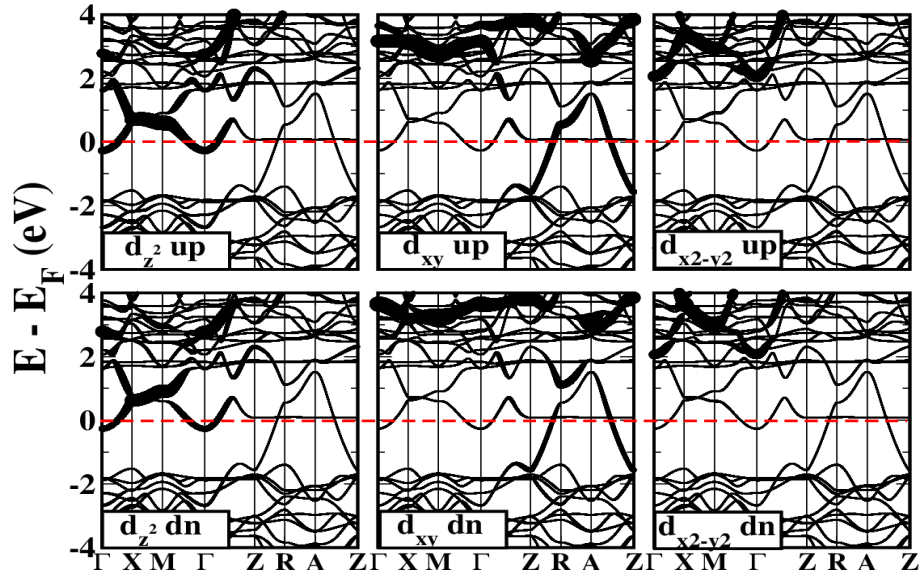 E - E_F (eV)
4
2
0
-2
-4
d_z² up
d_xy up
d_x2-y2 up
4
2
0
-2
-4
d_z² dn
d_xy dn
d_x2-y2 dn
Γ X M Γ Z R A Z
Γ X M Γ Z R A Z
Γ X M Γ Z R A Z